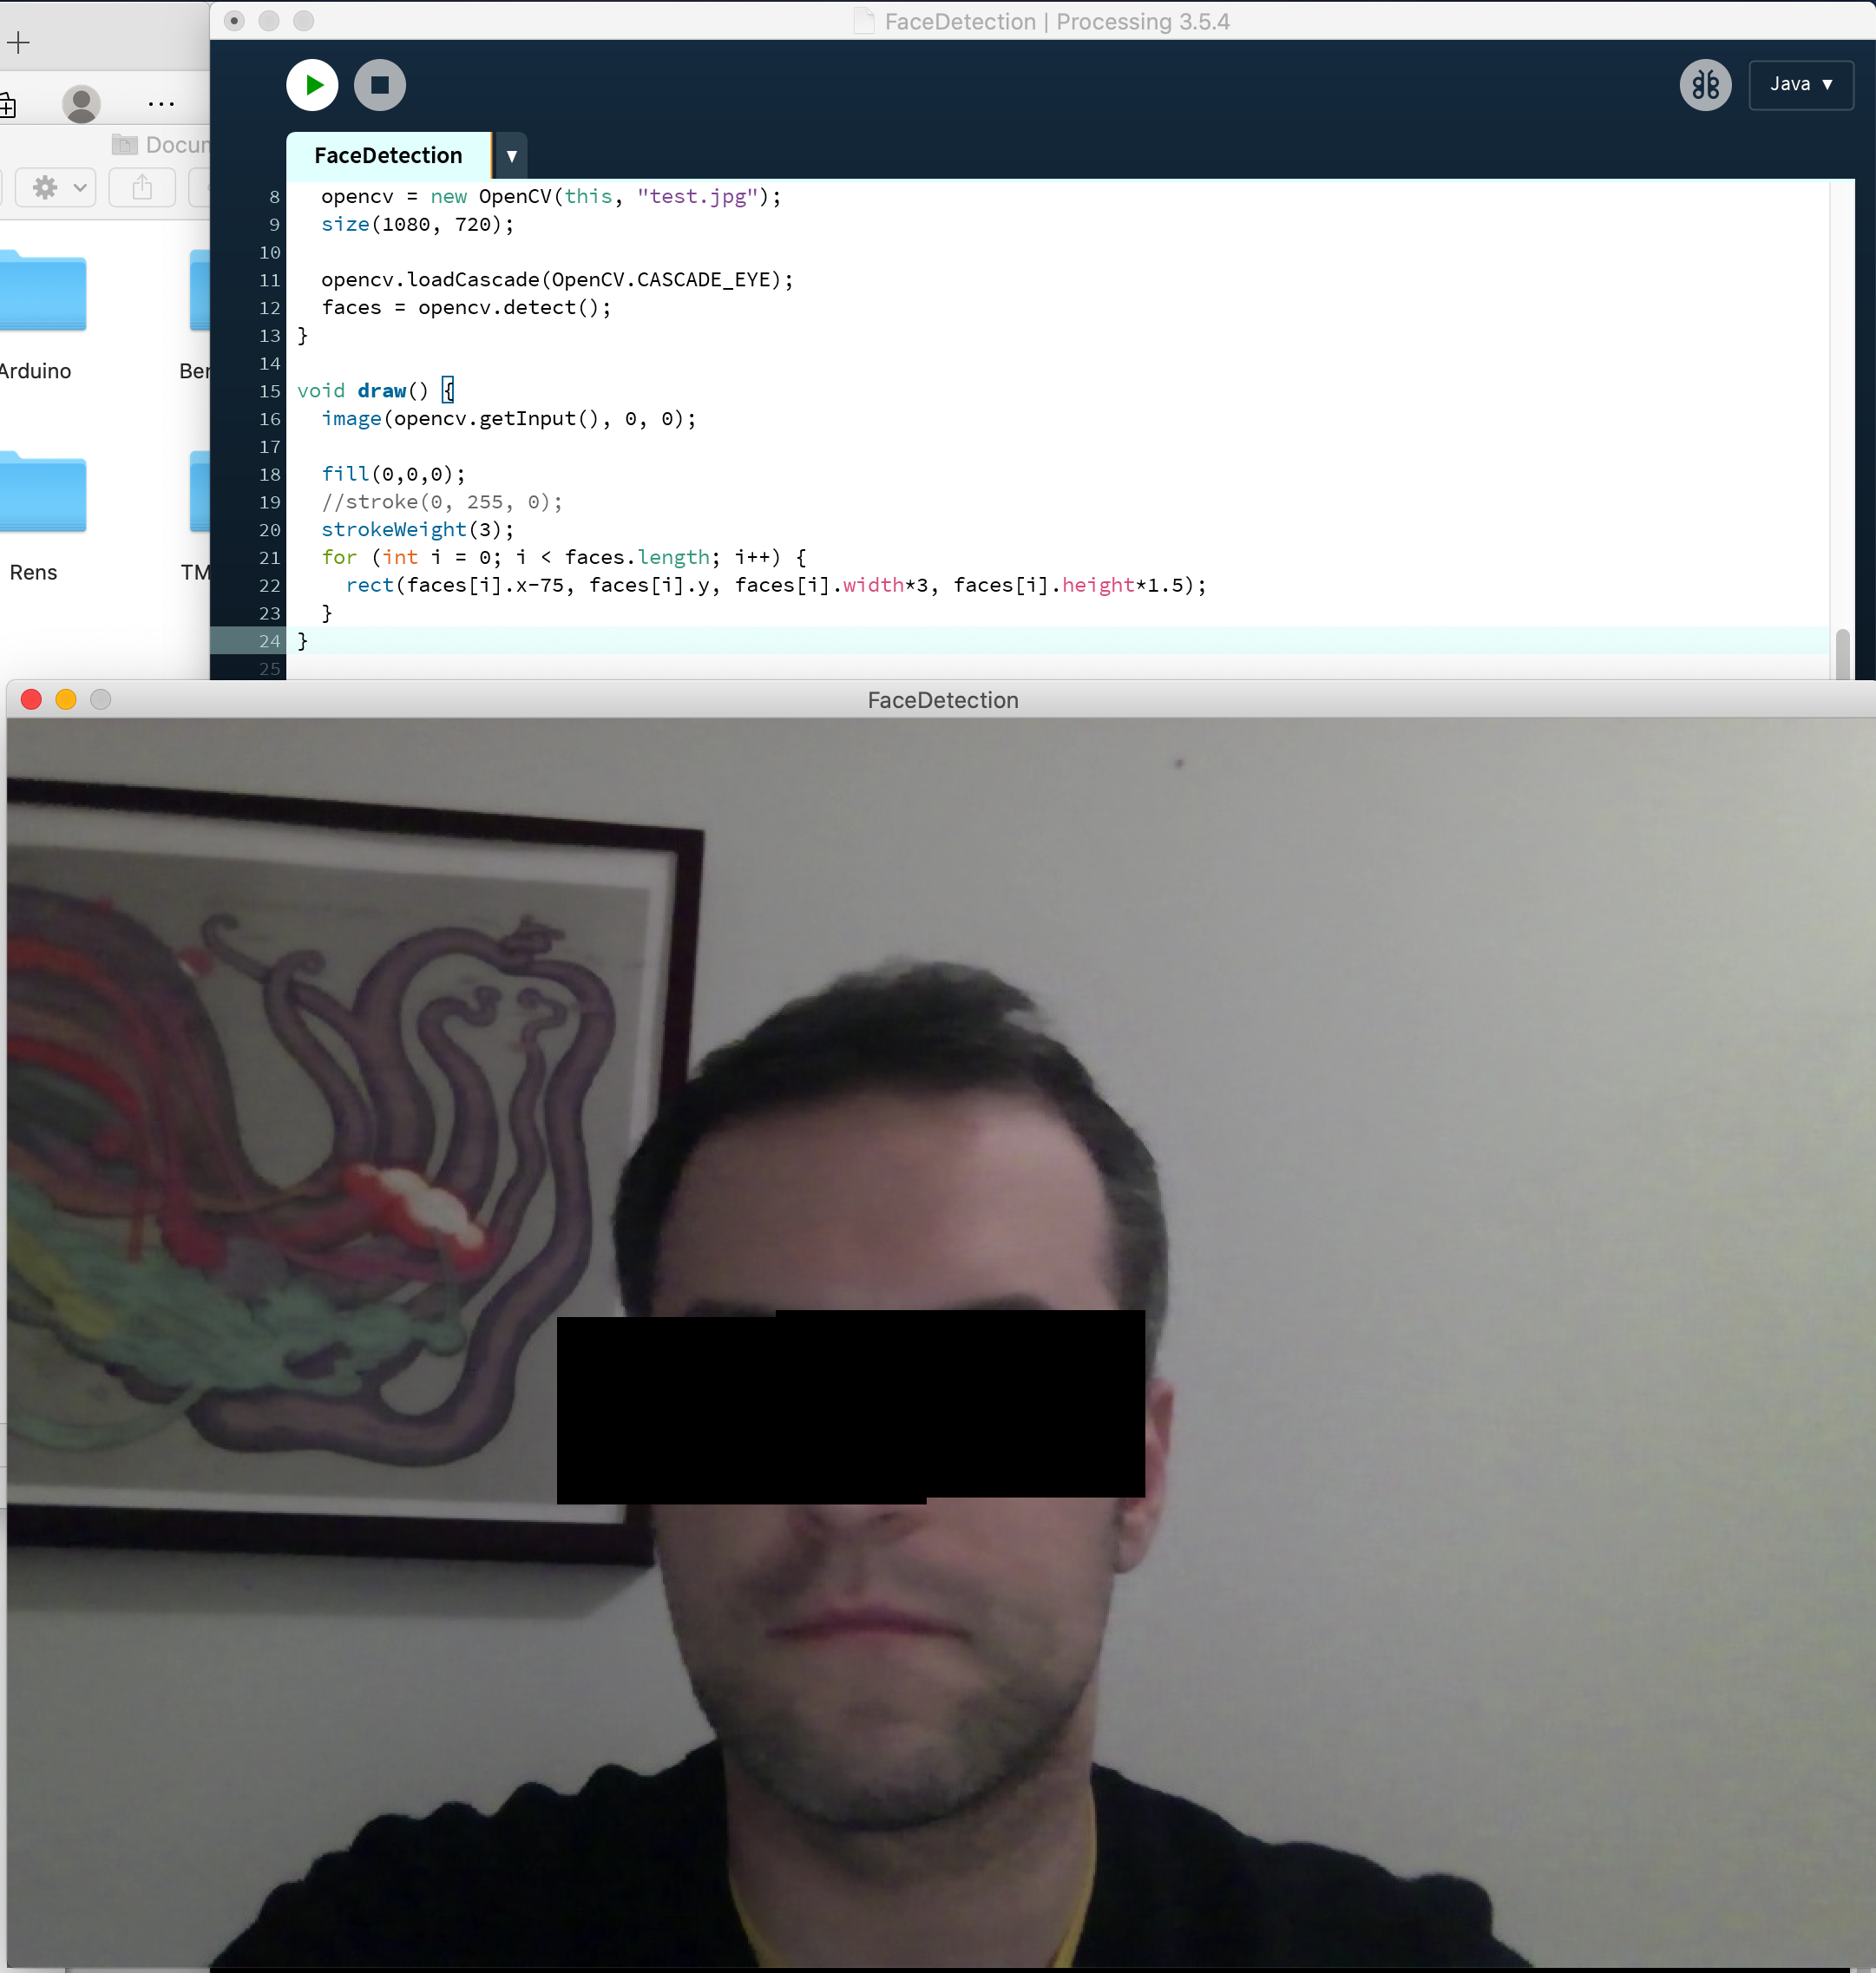 FaceDetection | Processing 3.5.4
Java ▼
FaceDetection ▼
8 opencv = new OpenCV(this, "test.jpg");
9 size(1080, 720);
10
11 opencv.loadCascade(OpenCV.CASCADE_EYE);
12 faces = opencv.detect();
13 }
14
15 void draw() {
16 image(opencv.getInput(), 0, 0);
17
18 fill(0,0,0);
19 //stroke(0, 255, 0);
20 strokeWeight(3);
21 for (int i = 0; i < faces.length; i++) {
22 rect(faces[i].x-75, faces[i].y, faces[i].width*3, faces[i].height*1.5);
23 }
24 }
25
Docum
Arduino
Ber
Rens
TM
FaceDetection